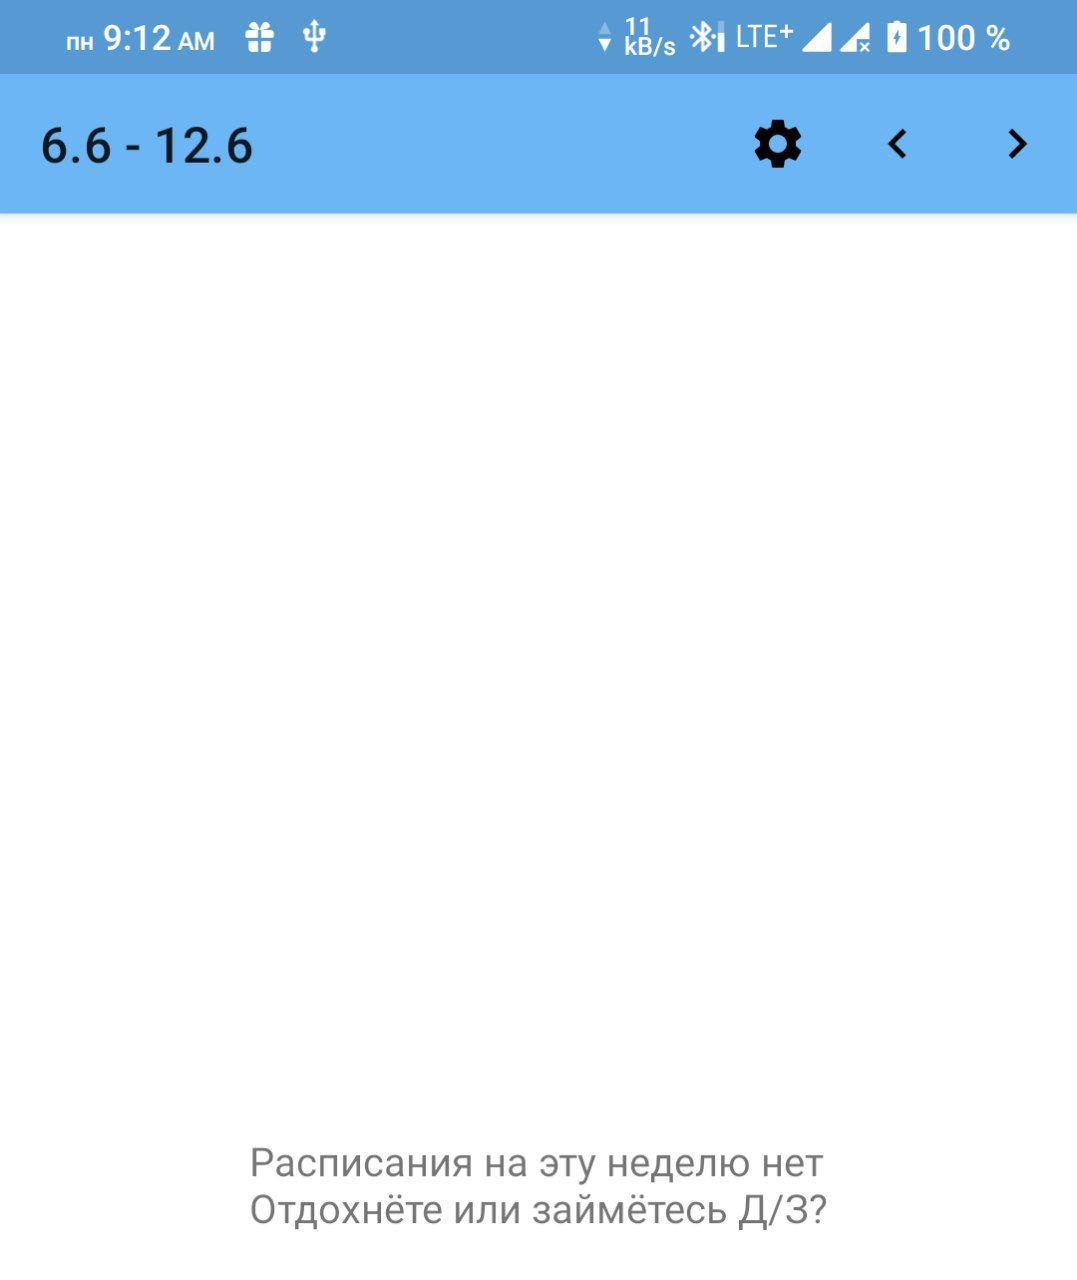 пн 9:12 AM 11 kB/s LTE+ 100 %
6.6 - 12.6
Расписания на эту неделю нет
Отдохнёте или займётесь Д/З?